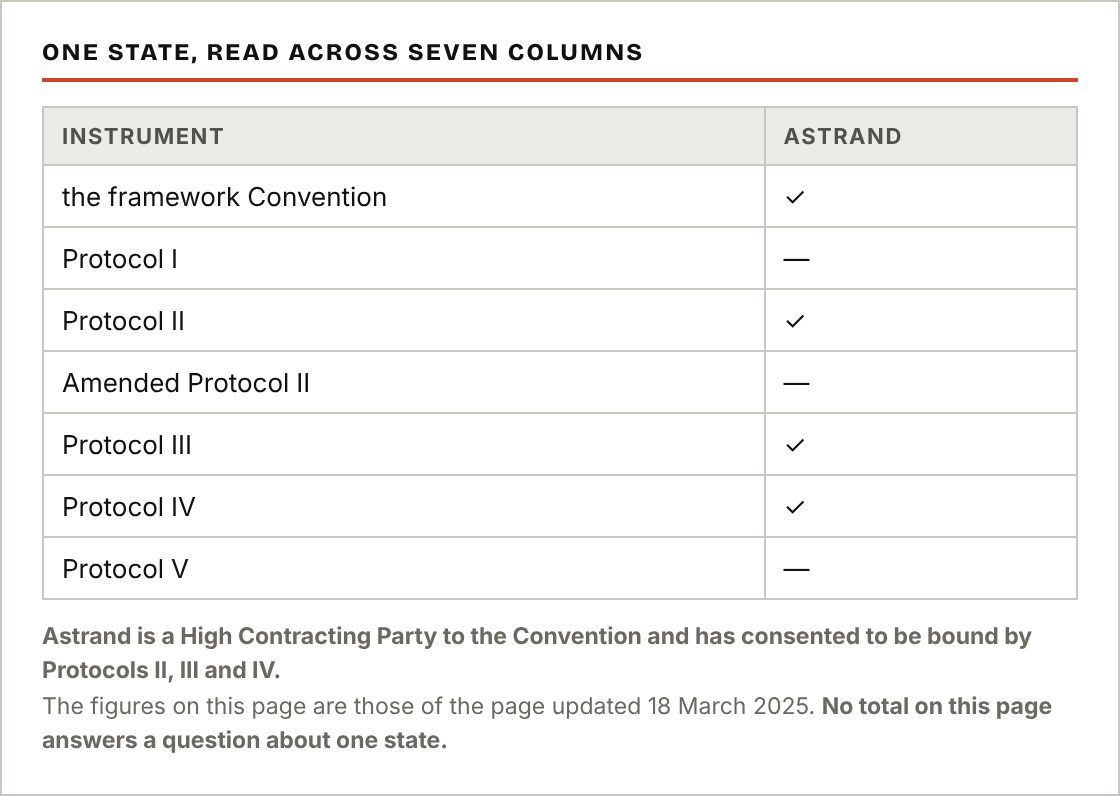 ONE STATE, READ ACROSS SEVEN COLUMNS
INSTRUMENT ASTRAND
the framework Convention ✓
Protocol I —
Protocol II ✓
Amended Protocol II —
Protocol III ✓
Protocol IV ✓
Protocol V —
Astrand is a High Contracting Party to the Convention and has consented to be bound by
Protocols II, III and IV.
The figures on this page are those of the page updated 18 March 2025. No total on this page
answers a question about one state.